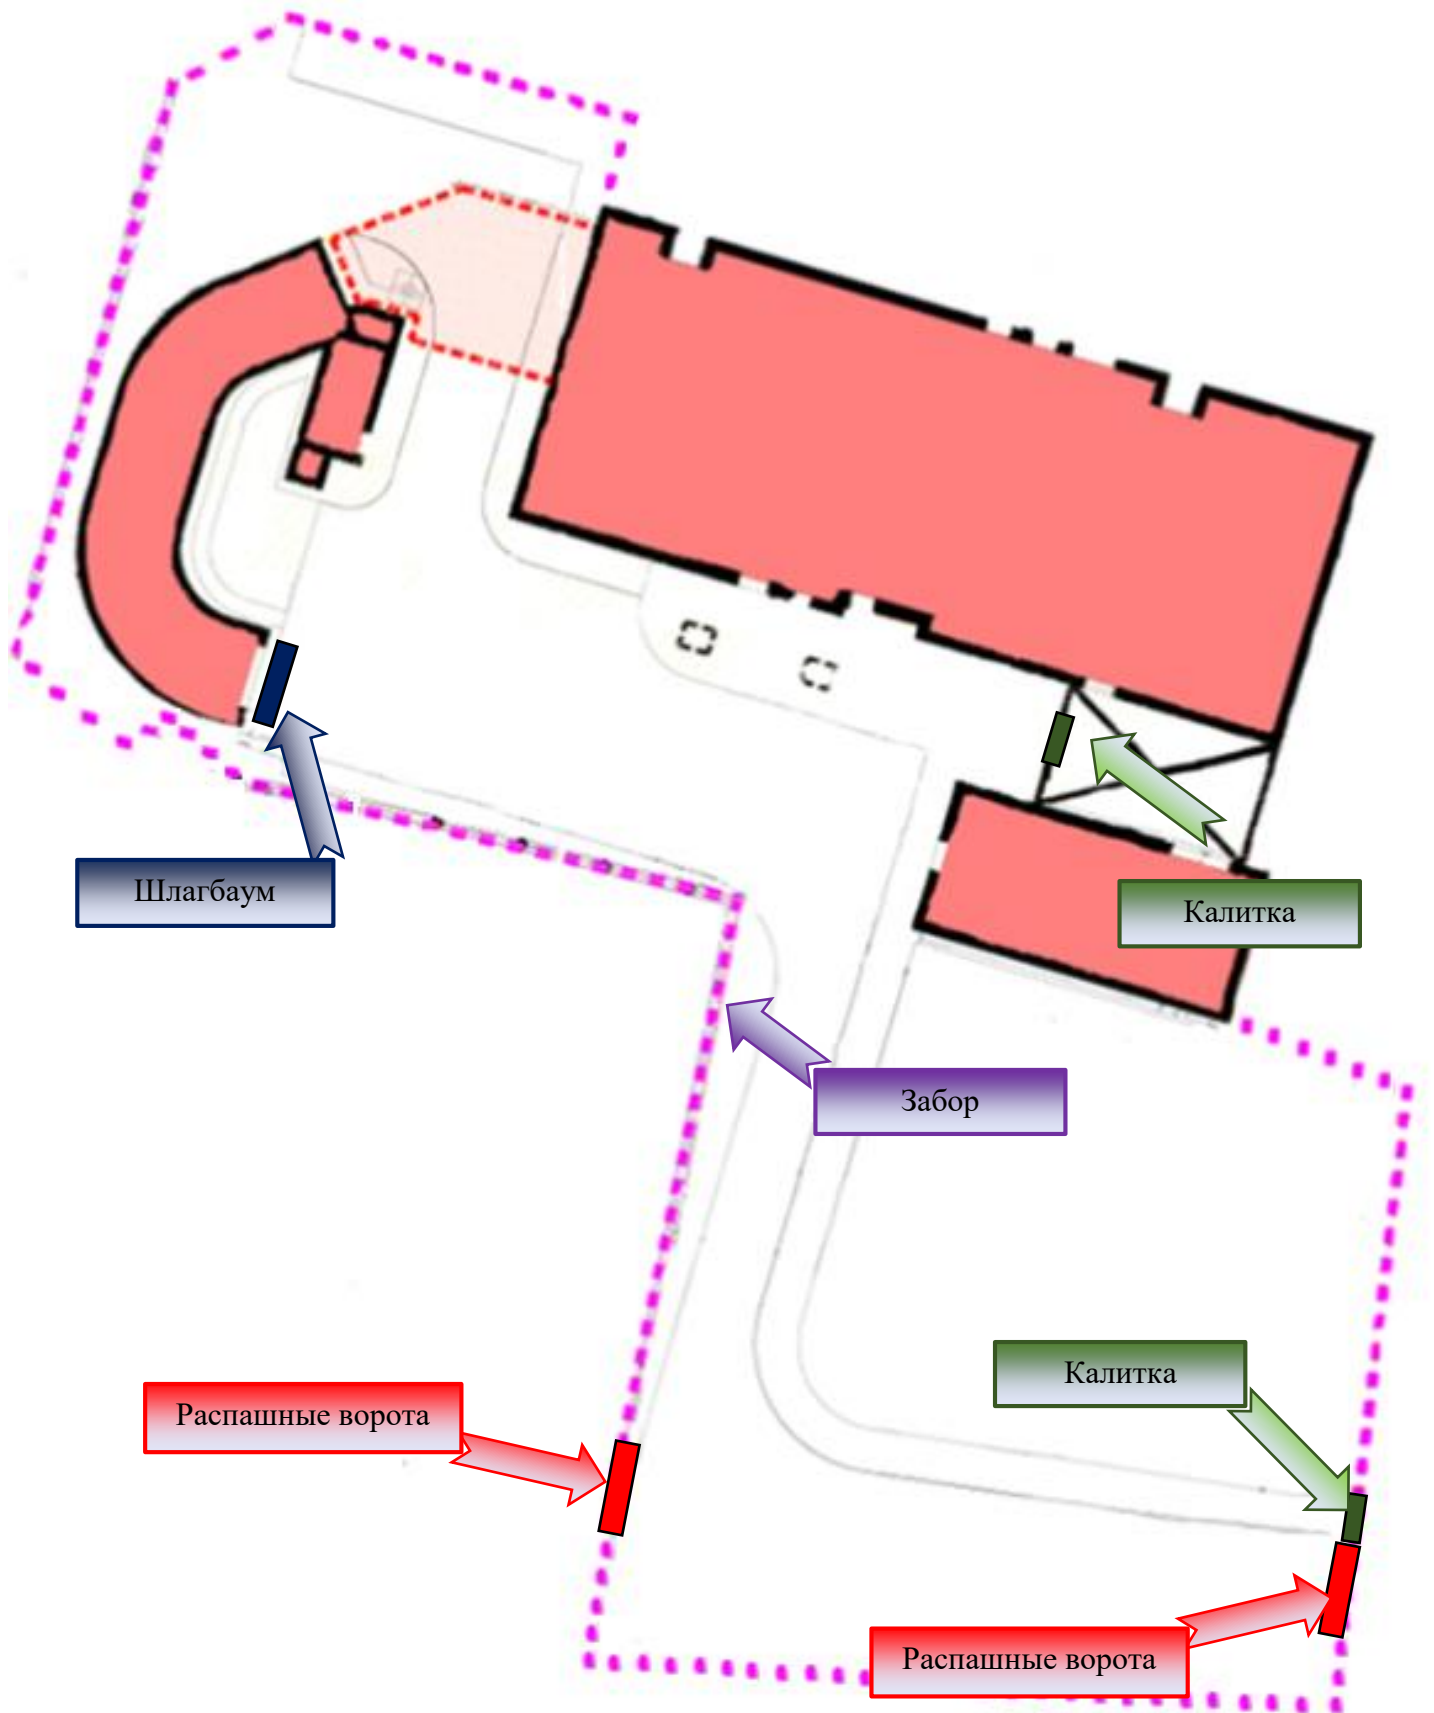 Шлагбаум
Калитка
Забор
Калитка
Распашные ворота
Распашные ворота